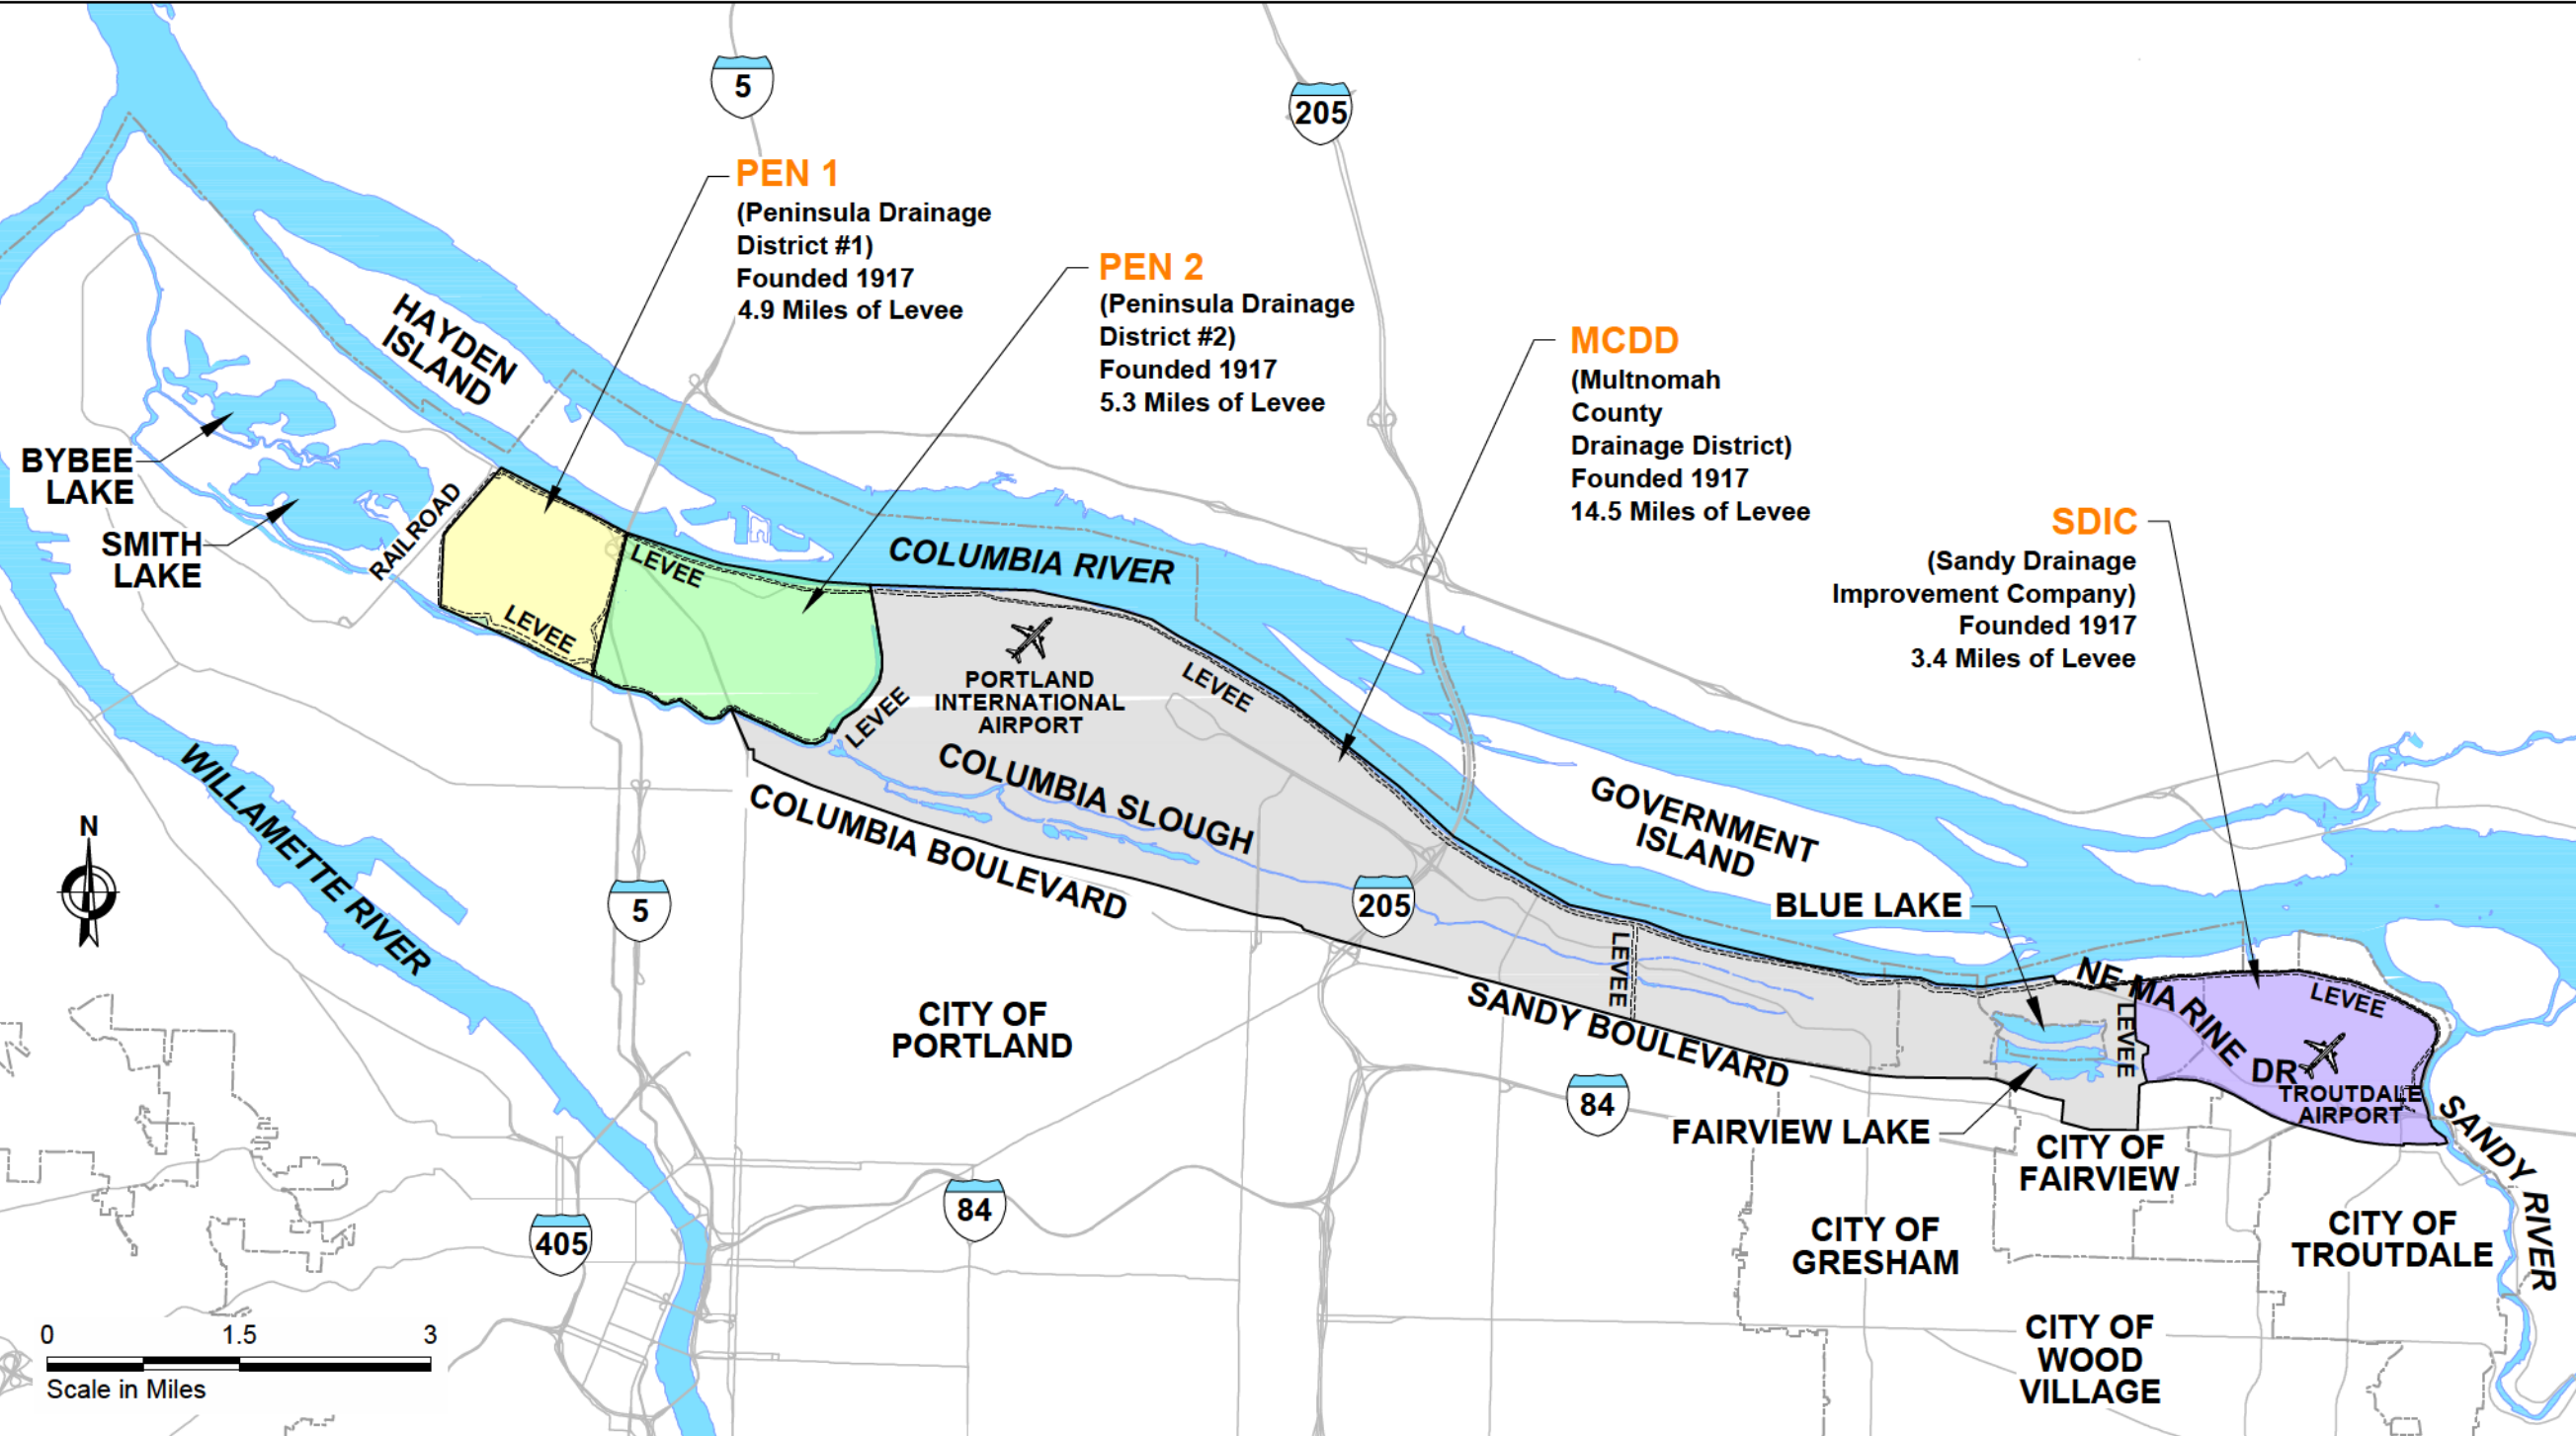 5
205
PEN 1
(Peninsula Drainage
District #1)
Founded 1917
4.9 Miles of Levee
PEN 2
(Peninsula Drainage
District #2)
Founded 1917
5.3 Miles of Levee
MCDD
(Multnomah
County
Drainage District)
Founded 1917
14.5 Miles of Levee
SDIC
(Sandy Drainage
Improvement Company)
Founded 1917
3.4 Miles of Levee
HAYDEN
ISLAND
BYBEE
LAKE
SMITH
LAKE
RAILROAD
LEVEE
LEVEE
COLUMBIA RIVER
LEVEE
PORTLAND
INTERNATIONAL
AIRPORT
LEVEE
COLUMBIA SLOUGH
COLUMBIA BOULEVARD
WILLAMETTE RIVER
N
5
205
GOVERNMENT
ISLAND
BLUE LAKE
LEVEE
SANDY BOULEVARD
NE MARINE DR
LEVEE
LEVEE
TROUTDALE
AIRPORT
SANDY RIVER
CITY OF
PORTLAND
84
FAIRVIEW LAKE
CITY OF
FAIRVIEW
84
405
CITY OF
GRESHAM
CITY OF
TROUTDALE
CITY OF
WOOD
VILLAGE
0 1.5 3
Scale in Miles